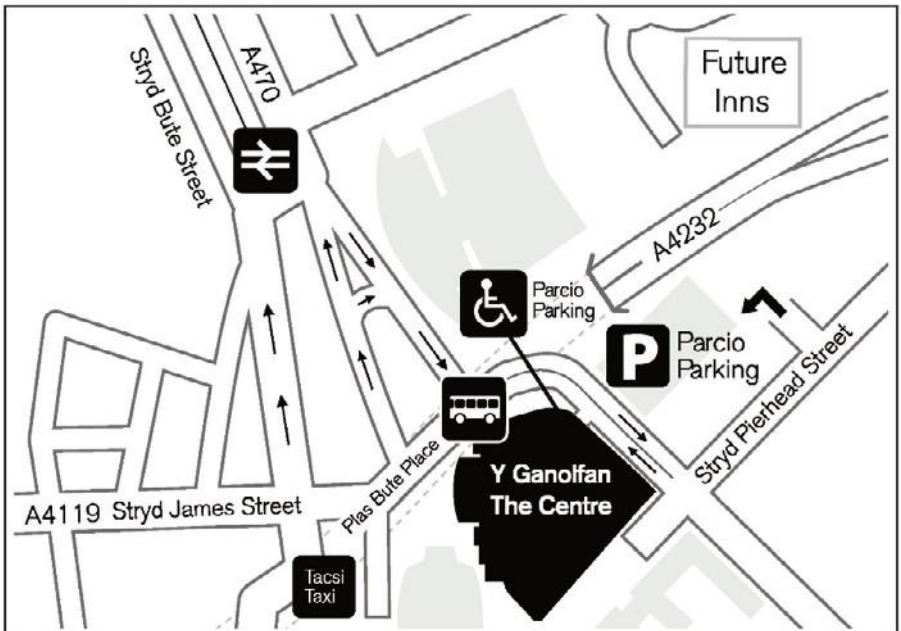 Stryd Bute Street
A470
Future
Inns
A4232
Parcio
Parking
P
Parcio
Parking
Stryd Pierhead Street
Plas Bute Place
Y Ganolfan
The Centre
A4119 Stryd James Street
Tacsi
Taxi